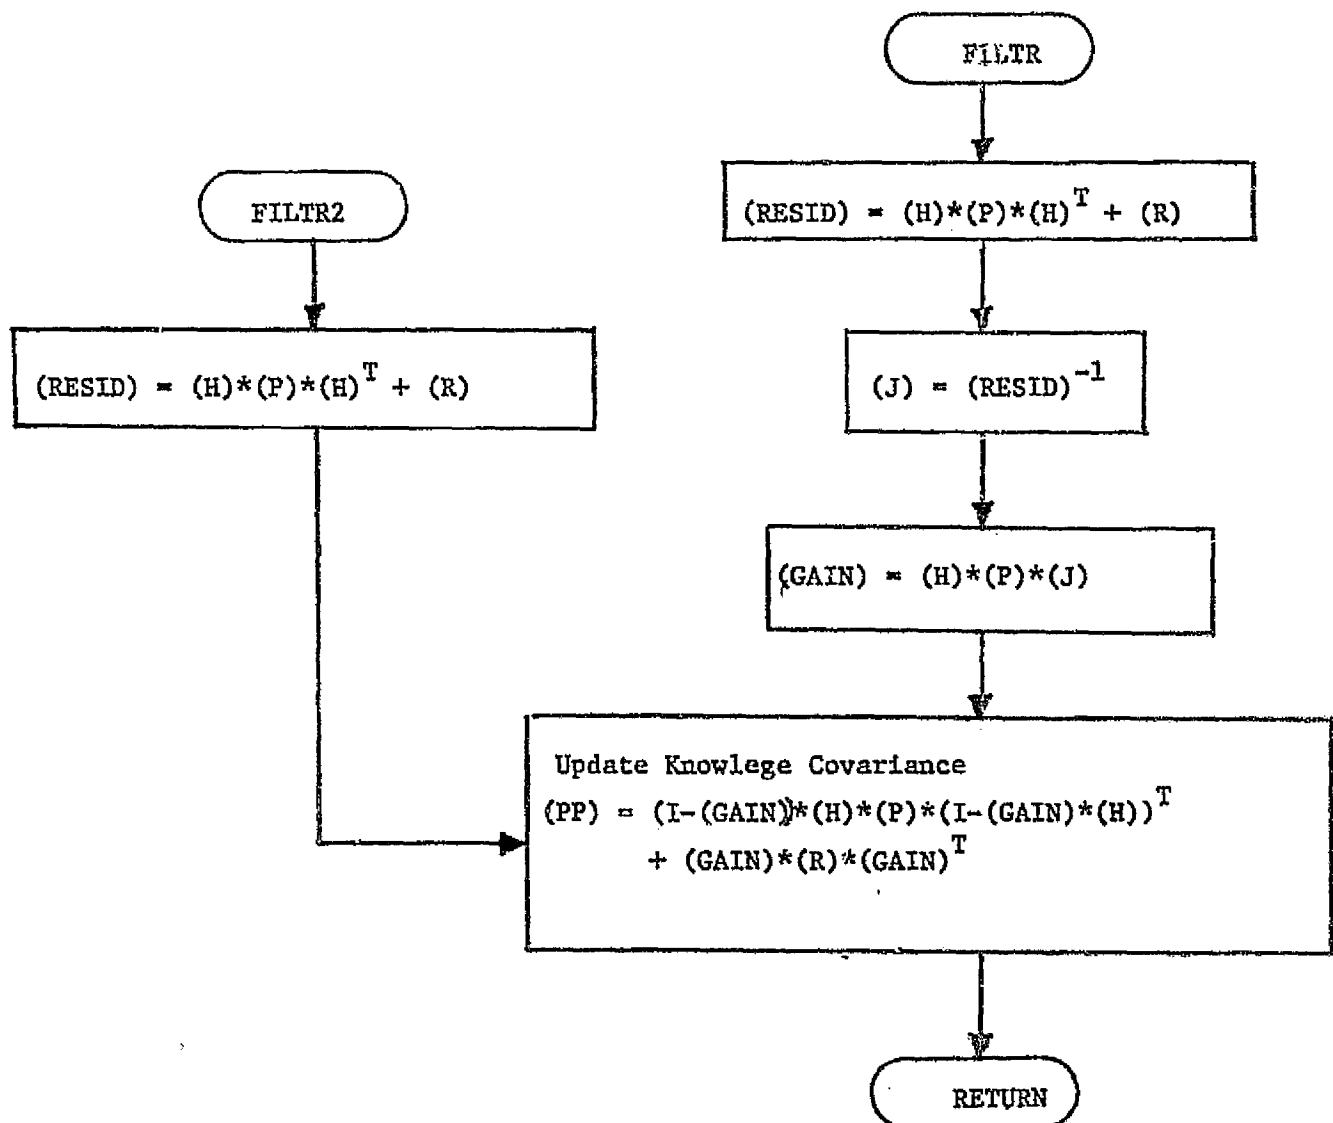 FILTR
(RESID) = (H)*(P)*(H)^T + (R)
FILTR2
(RESID) = (H)*(P)*(H)^T + (R)
(J) = (RESID)^-1
(GAIN) = (H)*(P)*(J)
Update Knowlege Covariance
(PP) = (I-(GAIN))*(H)*(P)*(I-(GAIN)*(H))^T
+ (GAIN)*(R)*(GAIN)^T
RETURN